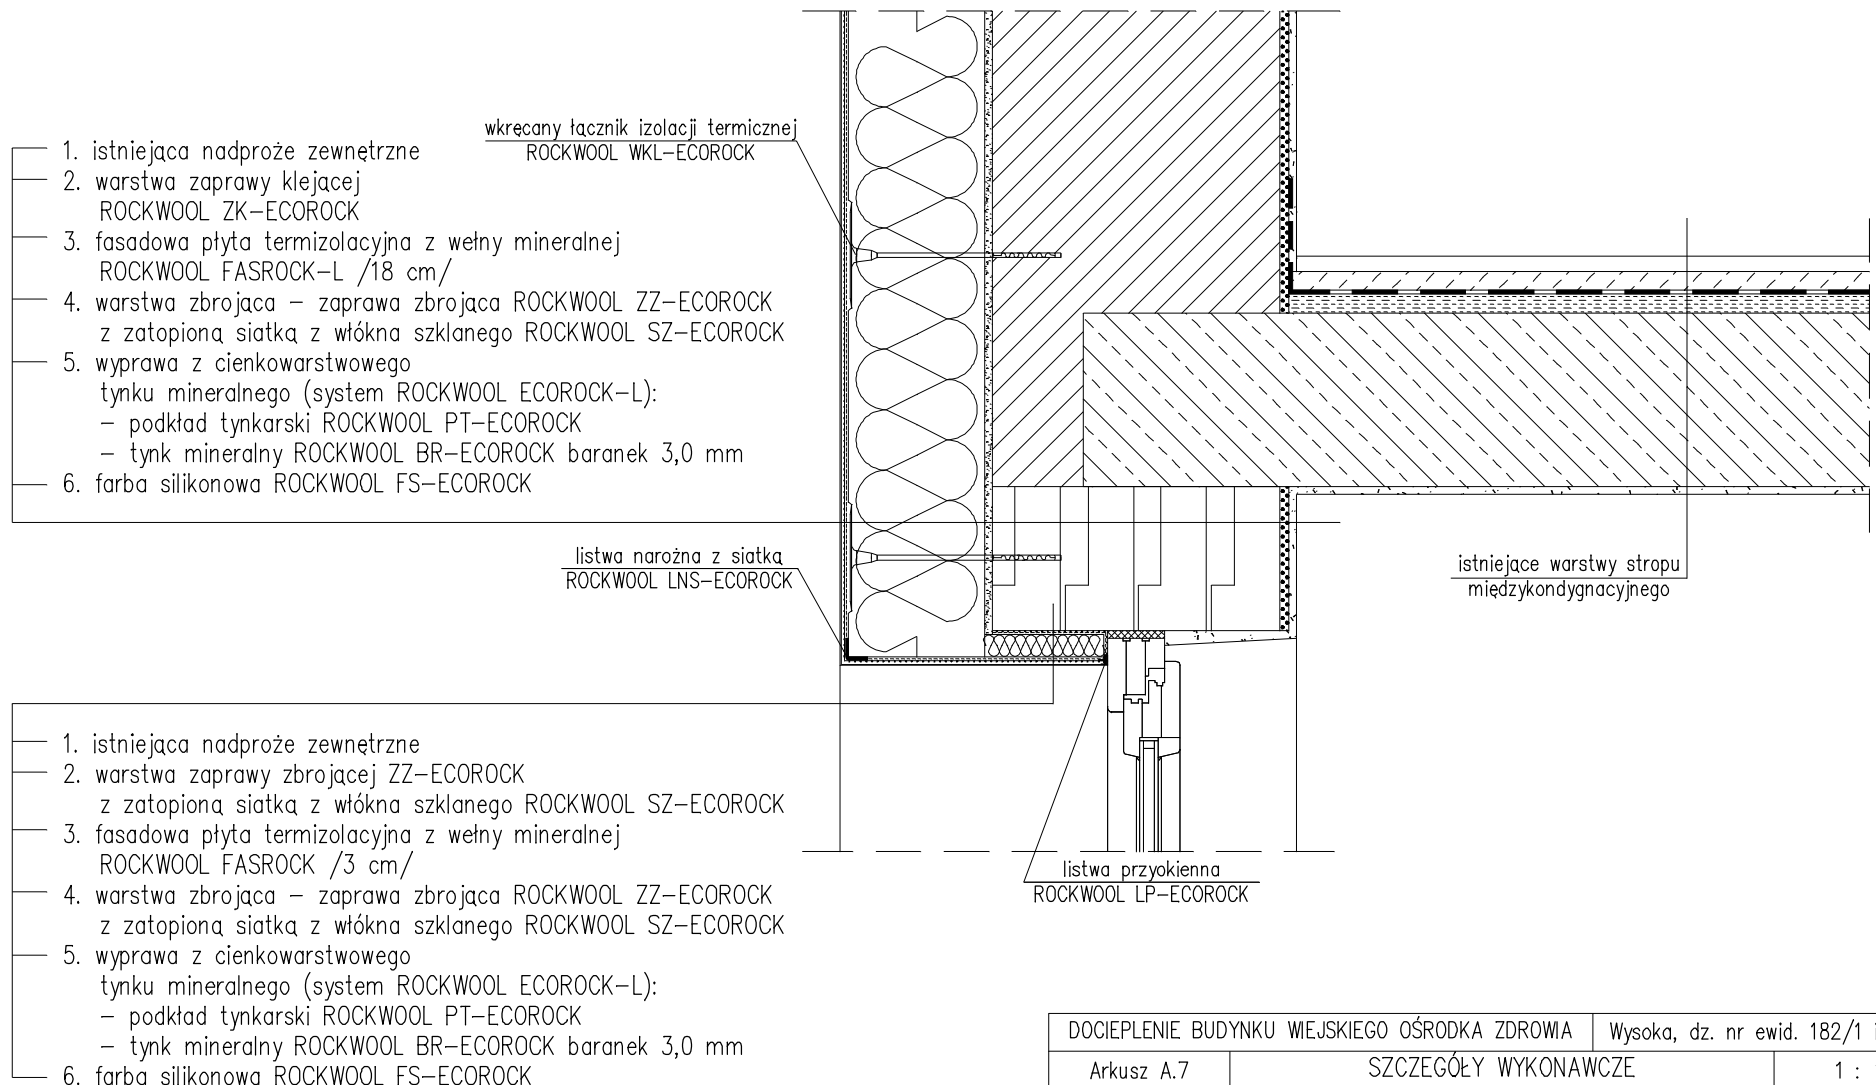 1. istniejąca nadproże zewnętrzne
2. warstwa zaprawy klejącej
ROCKWOOL ZK-ECOROCK
3. fasadowa płyta termizolacyjna z wełny mineralnej
ROCKWOOL FASROCK-L /18 cm/
4. warstwa zbrojąca – zaprawa zbrojąca ROCKWOOL ZZ-ECOROCK
z zatopioną siatką z włókna szklanego ROCKWOOL SZ-ECOROCK
5. wyprawa z cienkowarstwowego
tynku mineralnego (system ROCKWOOL ECOROCK-L):
– podkład tynkarski ROCKWOOL PT-ECOROCK
– tynk mineralny ROCKWOOL BR-ECOROCK baranek 3,0 mm
6. farba silikonowa ROCKWOOL FS-ECOROCK
wkręcany łącznik izolacji termicznej
ROCKWOOL WKL-ECOROCK
listwa narożna z siatką
ROCKWOOL LNS-ECOROCK
istniejące warstwy stropu
międzykondygnacyjnego
1. istniejąca nadproże zewnętrzne
2. warstwa zaprawy zbrojącej ZZ-ECOROCK
z zatopioną siatką z włókna szklanego ROCKWOOL SZ-ECOROCK
3. fasadowa płyta termizolacyjna z wełny mineralnej
ROCKWOOL FASROCK /3 cm/
4. warstwa zbrojąca – zaprawa zbrojąca ROCKWOOL ZZ-ECOROCK
z zatopioną siatką z włókna szklanego ROCKWOOL SZ-ECOROCK
5. wyprawa z cienkowarstwowego
tynku mineralnego (system ROCKWOOL ECOROCK-L):
– podkład tynkarski ROCKWOOL PT-ECOROCK
– tynk mineralny ROCKWOOL BR-ECOROCK baranek 3,0 mm
6. farba silikonowa ROCKWOOL FS-ECOROCK
listwa przyokienna
ROCKWOOL LP-ECOROCK
DOCIEPLENIE BUDYNKU WIEJSKIEGO OŚRODKA ZDROWIA
Wysoka, dz. nr ewid. 182/1
Arkusz A.7
SZCZEGÓŁY WYKONAWCZE
1 :